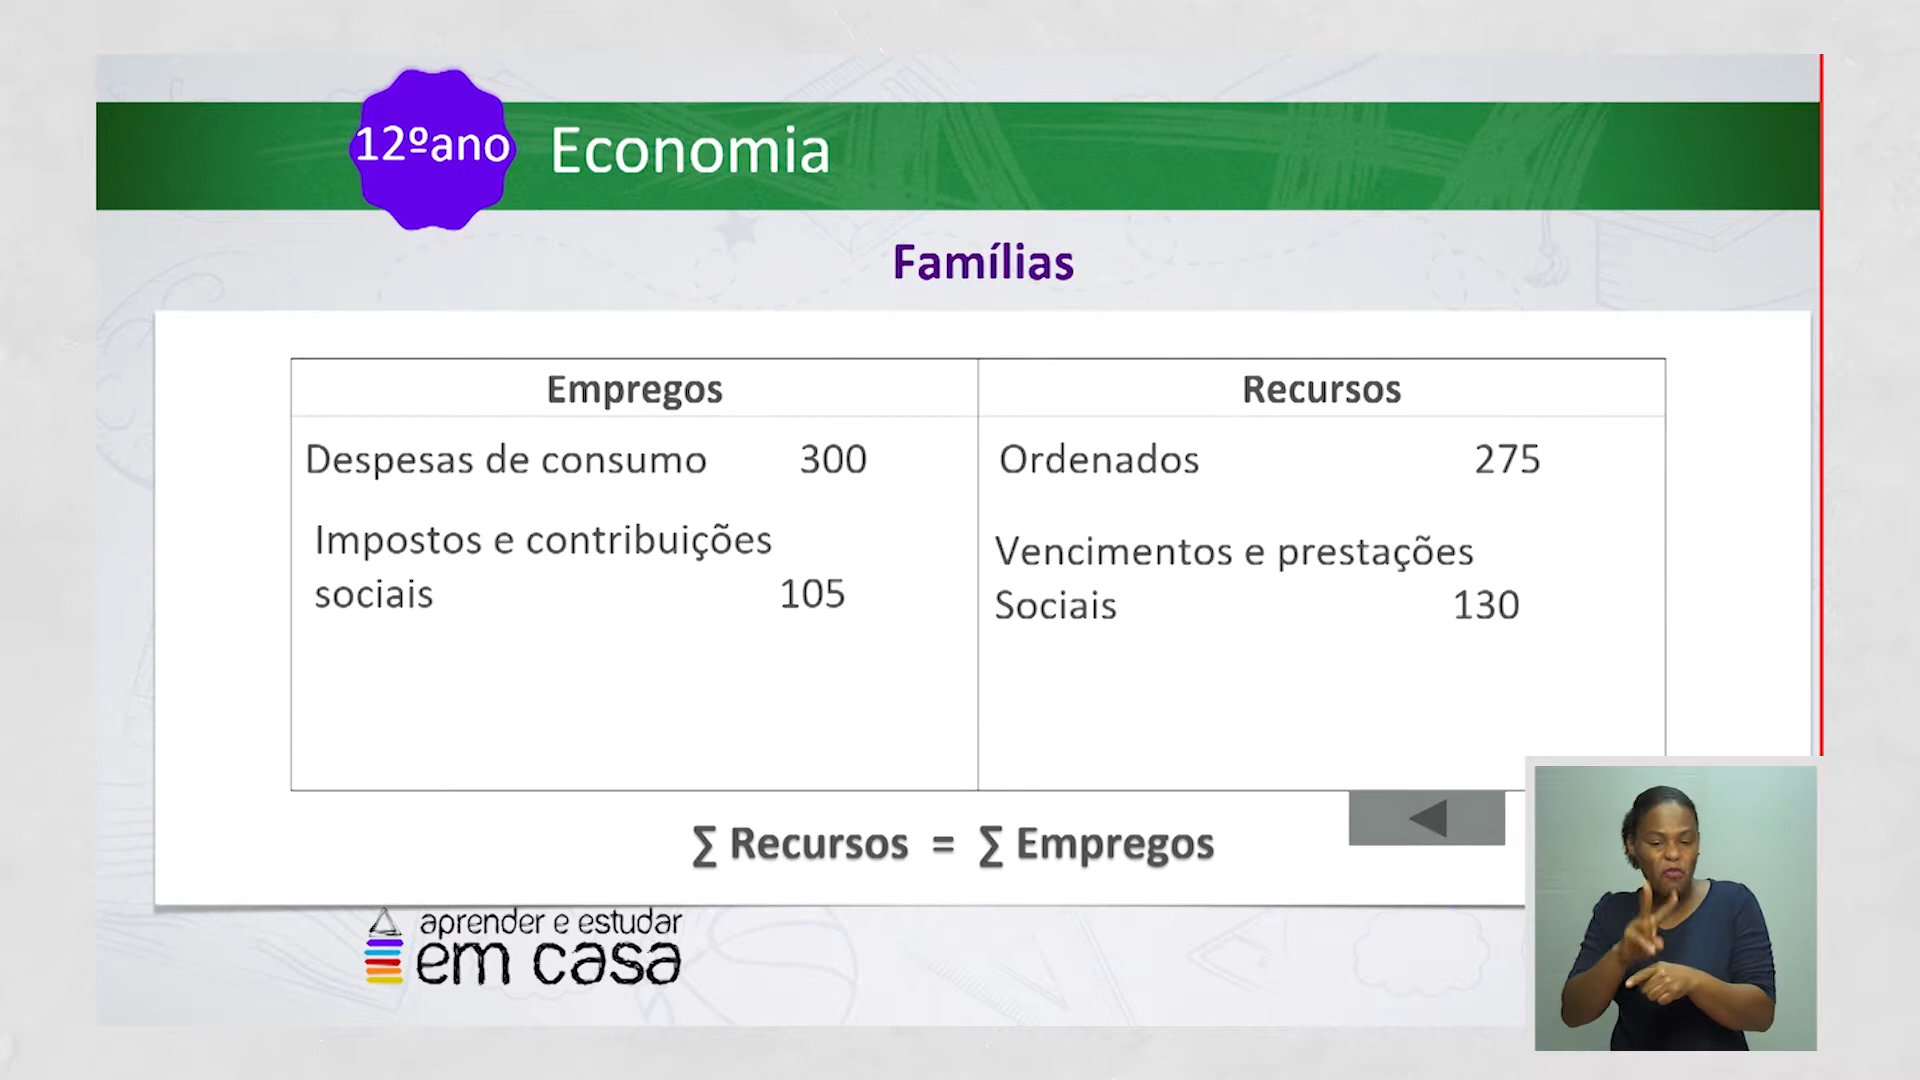 12ºano Economia
Famílias
Empregos Recursos
Despesas de consumo 300 Ordenados 275
Impostos e contribuições
sociais 105
Vencimentos e prestações
Sociais 130
∑ Recursos = ∑ Empregos
aprender e estudar
em casa